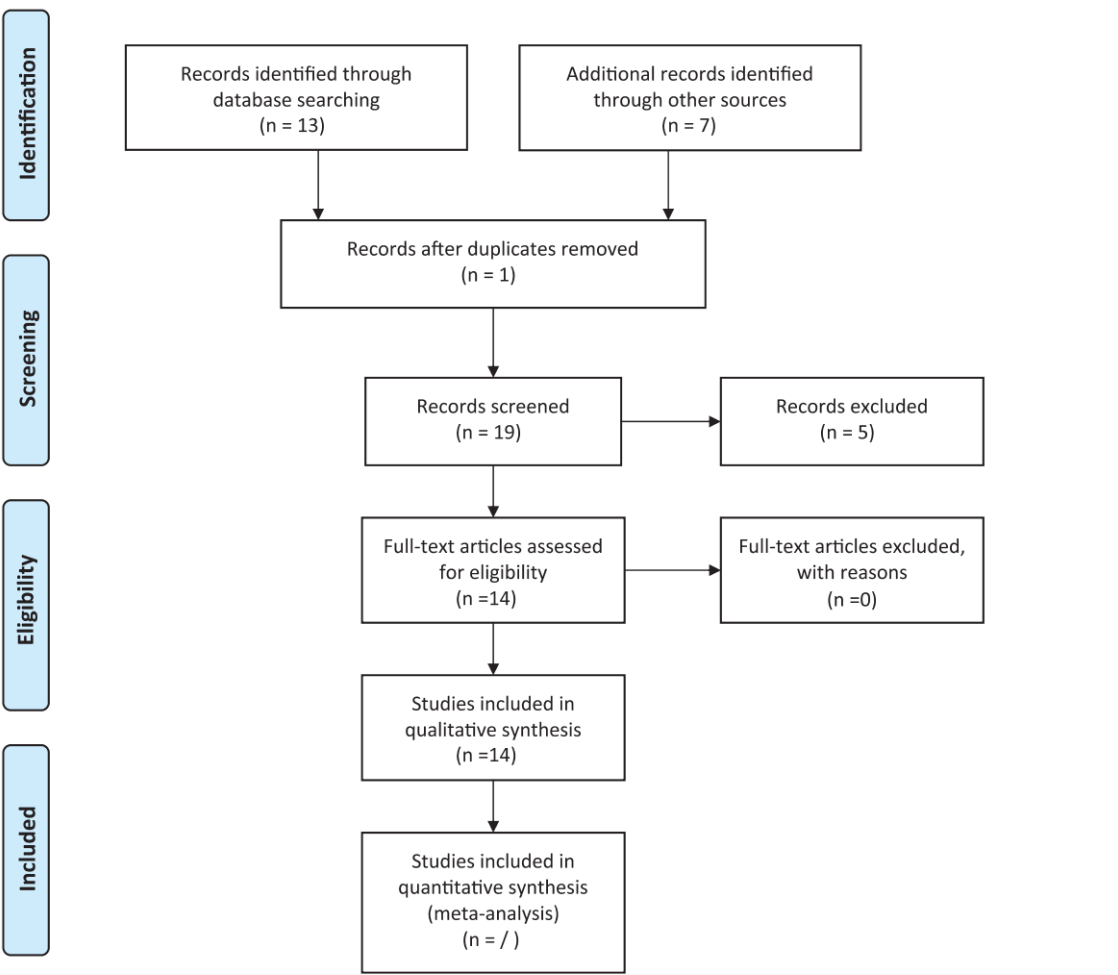 Identification
Records identified through
database searching
(n = 13)
Additional records identified
through other sources
(n = 7)
Records after duplicates removed
(n = 1)
Screening
Records screened
(n = 19)
Records excluded
(n = 5)
Eligibility
Full-text articles assessed
for eligibility
(n =14)
Full-text articles excluded,
with reasons
(n =0)
Studies included in
qualitative synthesis
(n =14)
Included
Studies included in
quantitative synthesis
(meta-analysis)
(n = / )